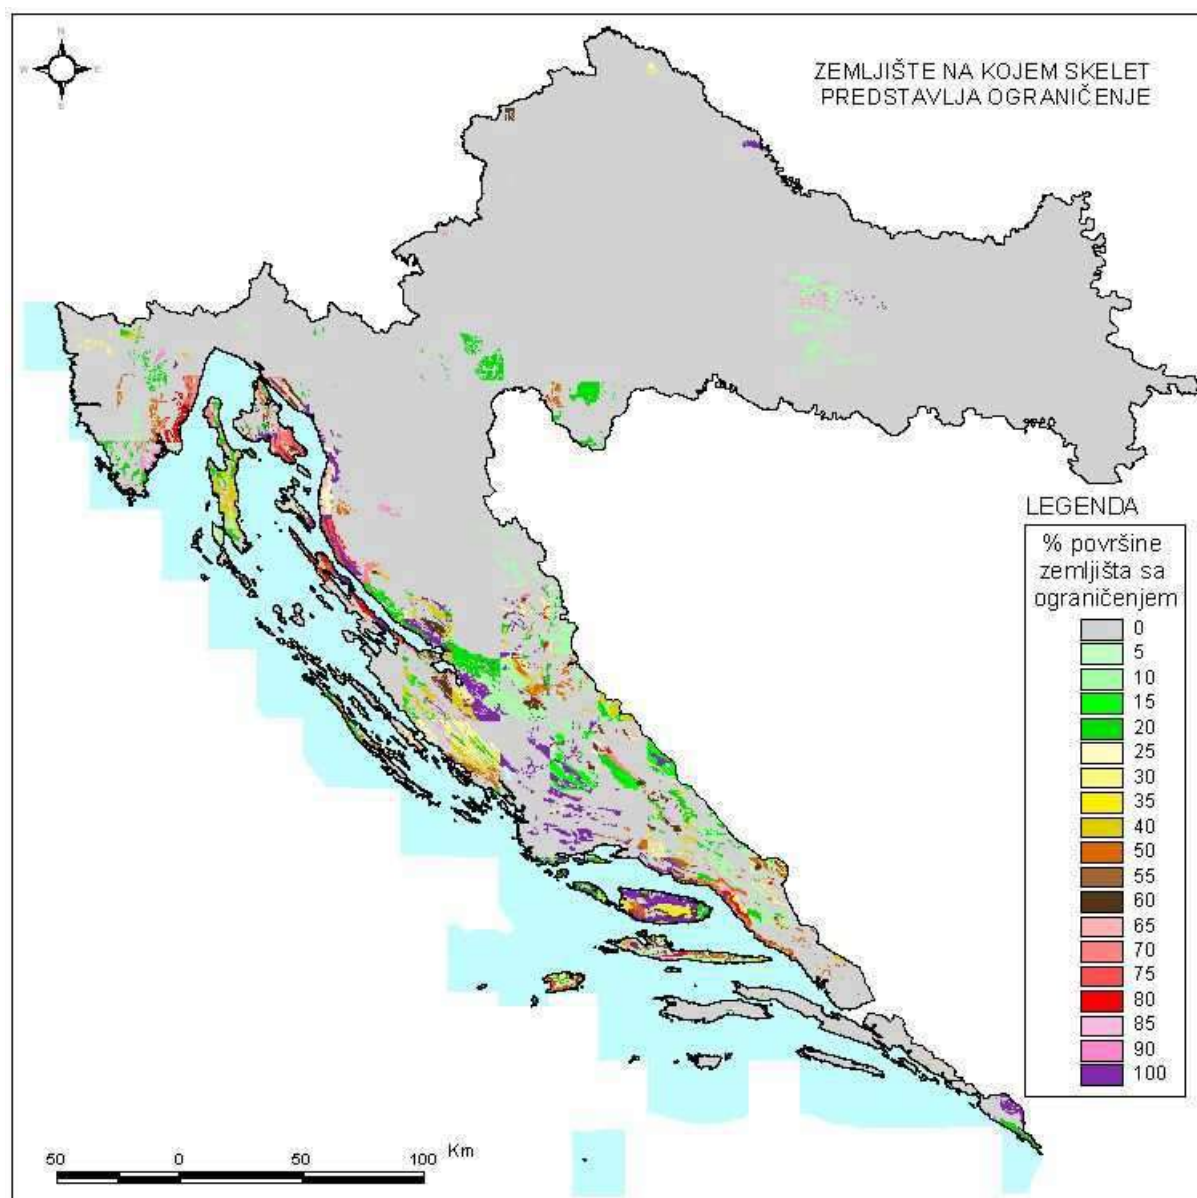 N
W
E
S
ZEMLJIŠTE NA KOJEM SKELET
PREDSTAVLJA OGRANIČENJE
LEGENDA
% površine
zemljišta sa
ograničenjem
0
5
10
15
20
25
30
35
40
50
55
60
65
70
75
80
85
90
100
50 0 50 100 Km